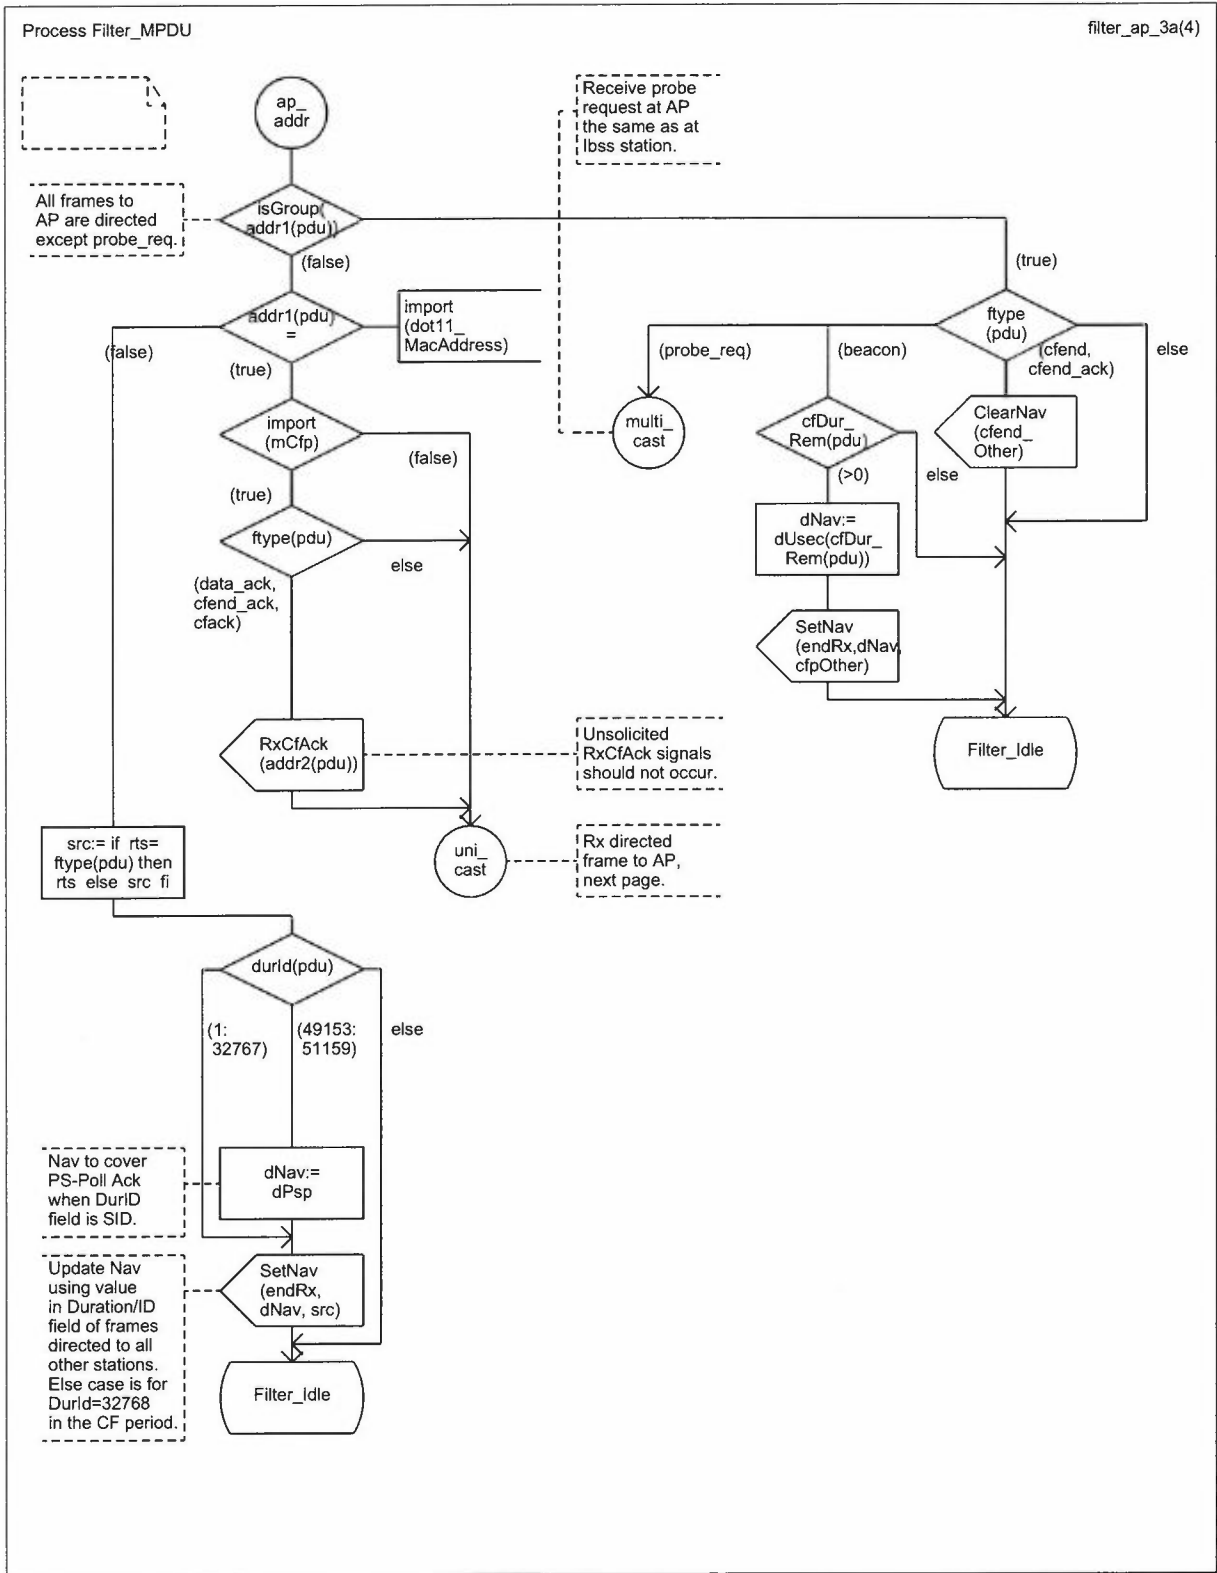 Process Filter_MPDU
filter_ap_3a(4)
ap_
addr
Receive probe
request at AP
the same as at
Ibss station.
All frames to
AP are directed
except probe_req.
isGroup(
addr1(pdu))
(false)
(true)
addr1(pdu)
=
import
(dot11_
MacAddress)
(false)
(true)
ftype
(pdu)
(probe_req)
(beacon)
(cfend,
cfend_ack)
else
import
(mCfp)
(false)
(true)
multi_
cast
cfDur_
Rem(pdu)
(>0)
else
ClearNav
(cfend_
Other)
ftype(pdu)
else
(data_ack,
cfend_ack,
cfack)
dNav:=
dUsec(cfDur_
Rem(pdu))
SetNav
(endRx,dNav,
cfpOther)
RxCfAck
(addr2(pdu))
Unsolicited
RxCfAck signals
should not occur.
Filter_Idle
src:= if rts=
ftype(pdu) then
rts else src fi
uni_
cast
Rx directed
frame to AP,
next page.
durId(pdu)
(1:
32767)
(49153:
51159)
else
Nav to cover
PS-Poll Ack
when DurID
field is SID.
dNav:=
dPsp
Update Nav
using value
in Duration/ID
field of frames
directed to all
other stations.
Else case is for
DurId=32768
in the CF period.
SetNav
(endRx,
dNav, src)
Filter_Idle